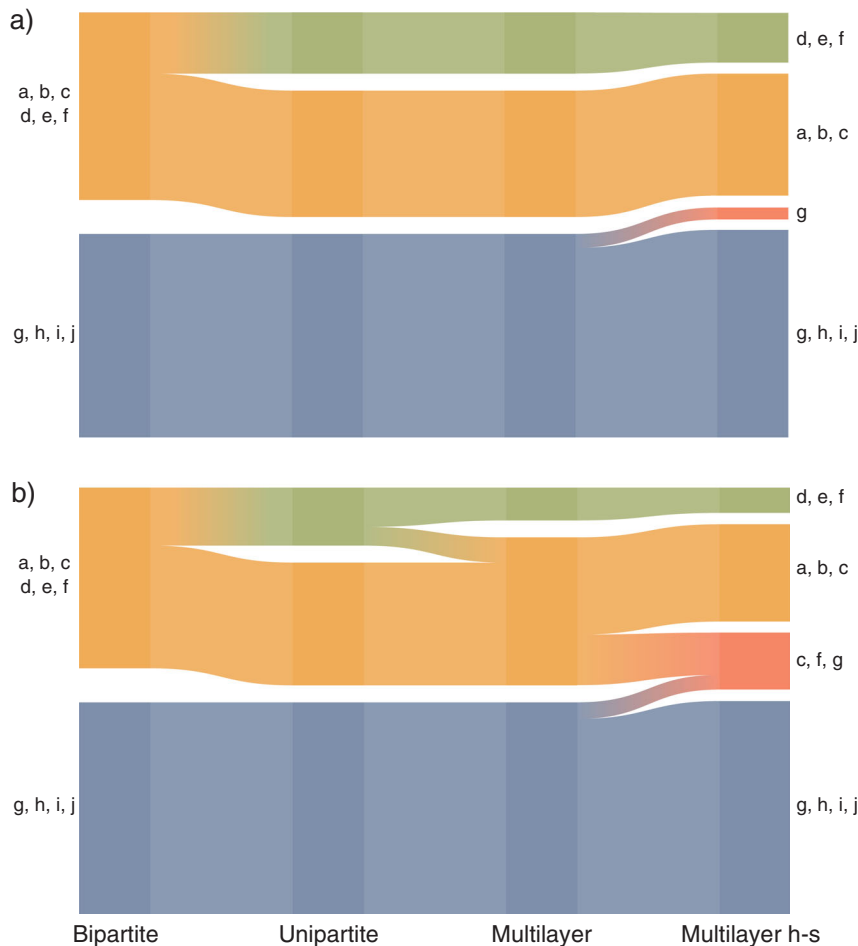 a)
a, b, c
d, e, f
g, h, i, j
d, e, f
a, b, c
g
g, h, i, j
b)
a, b, c
d, e, f
g, h, i, j
d, e, f
a, b, c
c, f, g
g, h, i, j
Bipartite Unipartite Multilayer Multilayer h-s